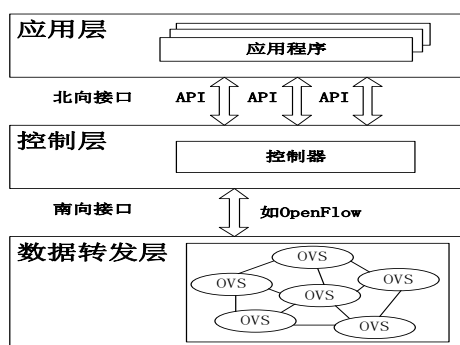 应用层
应用程序
北向接口 API API API
控制层
控制器
南向接口 如OpenFlow
数据转发层
OVS
OVS
OVS
OVS
OVS
OVS